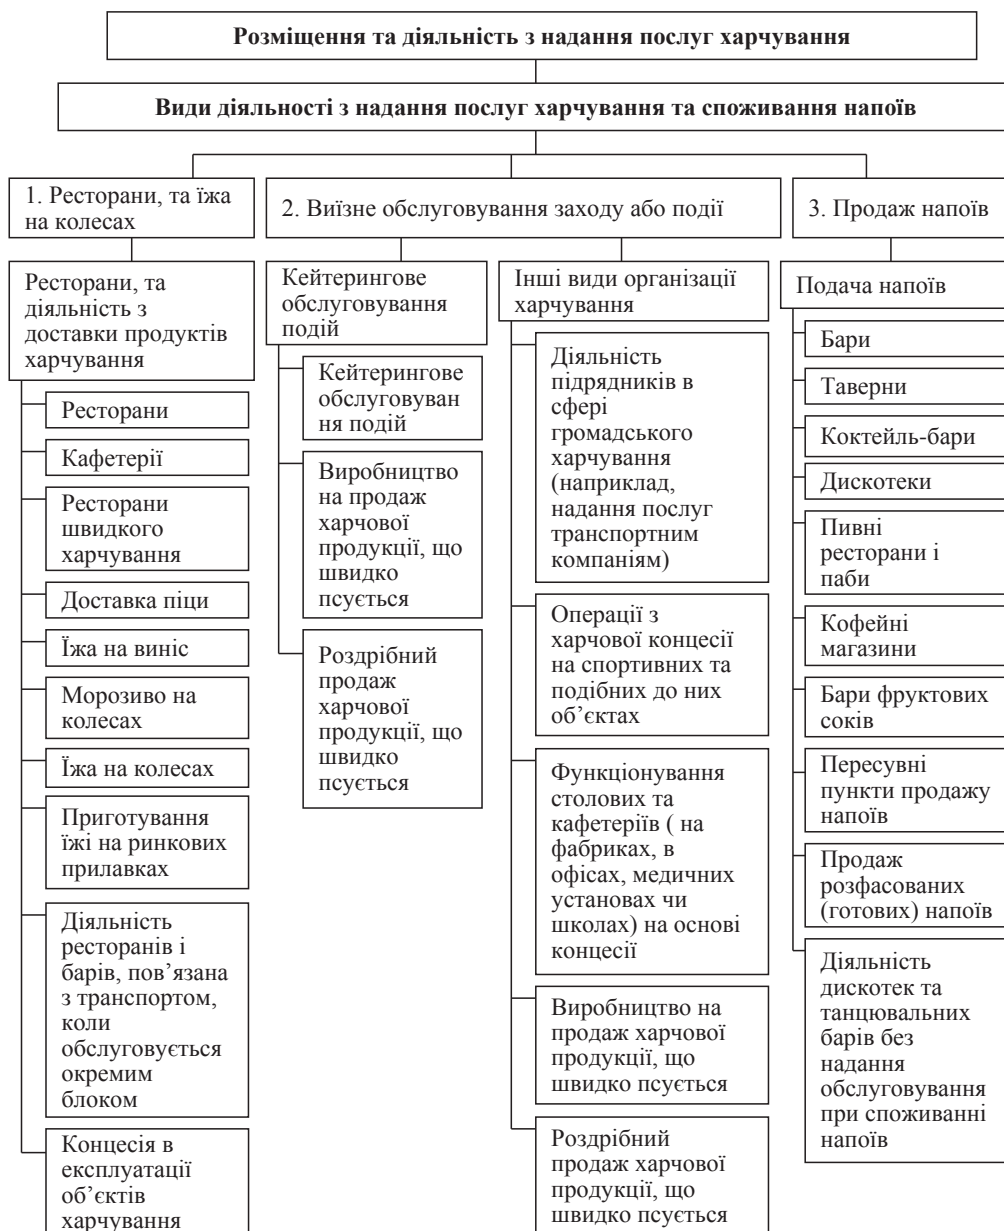 Розміщення та діяльність з надання послуг харчування
Види діяльності з надання послуг харчування та споживання напоїв
1. Ресторани, та їжа
на колесах
Ресторани, та
діяльність з
доставки продуктів
харчування
Ресторани
Кафетерії
Ресторани
швидкого
харчування
Доставка піци
Їжа на виніс
Морозиво на
колесах
Їжа на колесах
Приготування
їжі на ринкових
прилавках
Діяльність
ресторанів і
барів, пов’язана
з транспортом,
коли
обслуговується
окремим
блоком
Концесія в
експлуатації
об’єктів
харчування
2. Виїзне обслуговування заходу або події
Кейтерингове
обслуговування
подій
Кейтерингове
обслуговуван
ня подій
Виробництво
на продаж
харчової
продукції, що
швидко
псується
Роздрібний
продаж
харчової
продукції, що
швидко
псується
Інші види організації
харчування
Діяльність
підрядників в
сфері
громадського
харчування
(наприклад,
надання послуг
транспортним
компаніям)
Операції з
харчової концесії
на спортивних та
подібних до них
об’єктах
Функціонування
столових та
кафетеріїв ( на
фабриках, в
офісах, медичних
установах чи
школах) на основі
концесії
Виробництво на
продаж харчової
продукції, що
швидко псується
Роздрібний
продаж харчової
продукції, що
швидко псується
3. Продаж напоїв
Подача напоїв
Бари
Таверни
Коктейль-бари
Дискотеки
Пивні
ресторани і
паби
Кофейні
магазини
Бари фруктових
соків
Пересувні
пункти продажу
напоїв
Продаж
розфасованих
(готових) напоїв
Діяльність
дискотек та
танцювальних
барів без
надання
обслуговування
при споживанні
напоїв